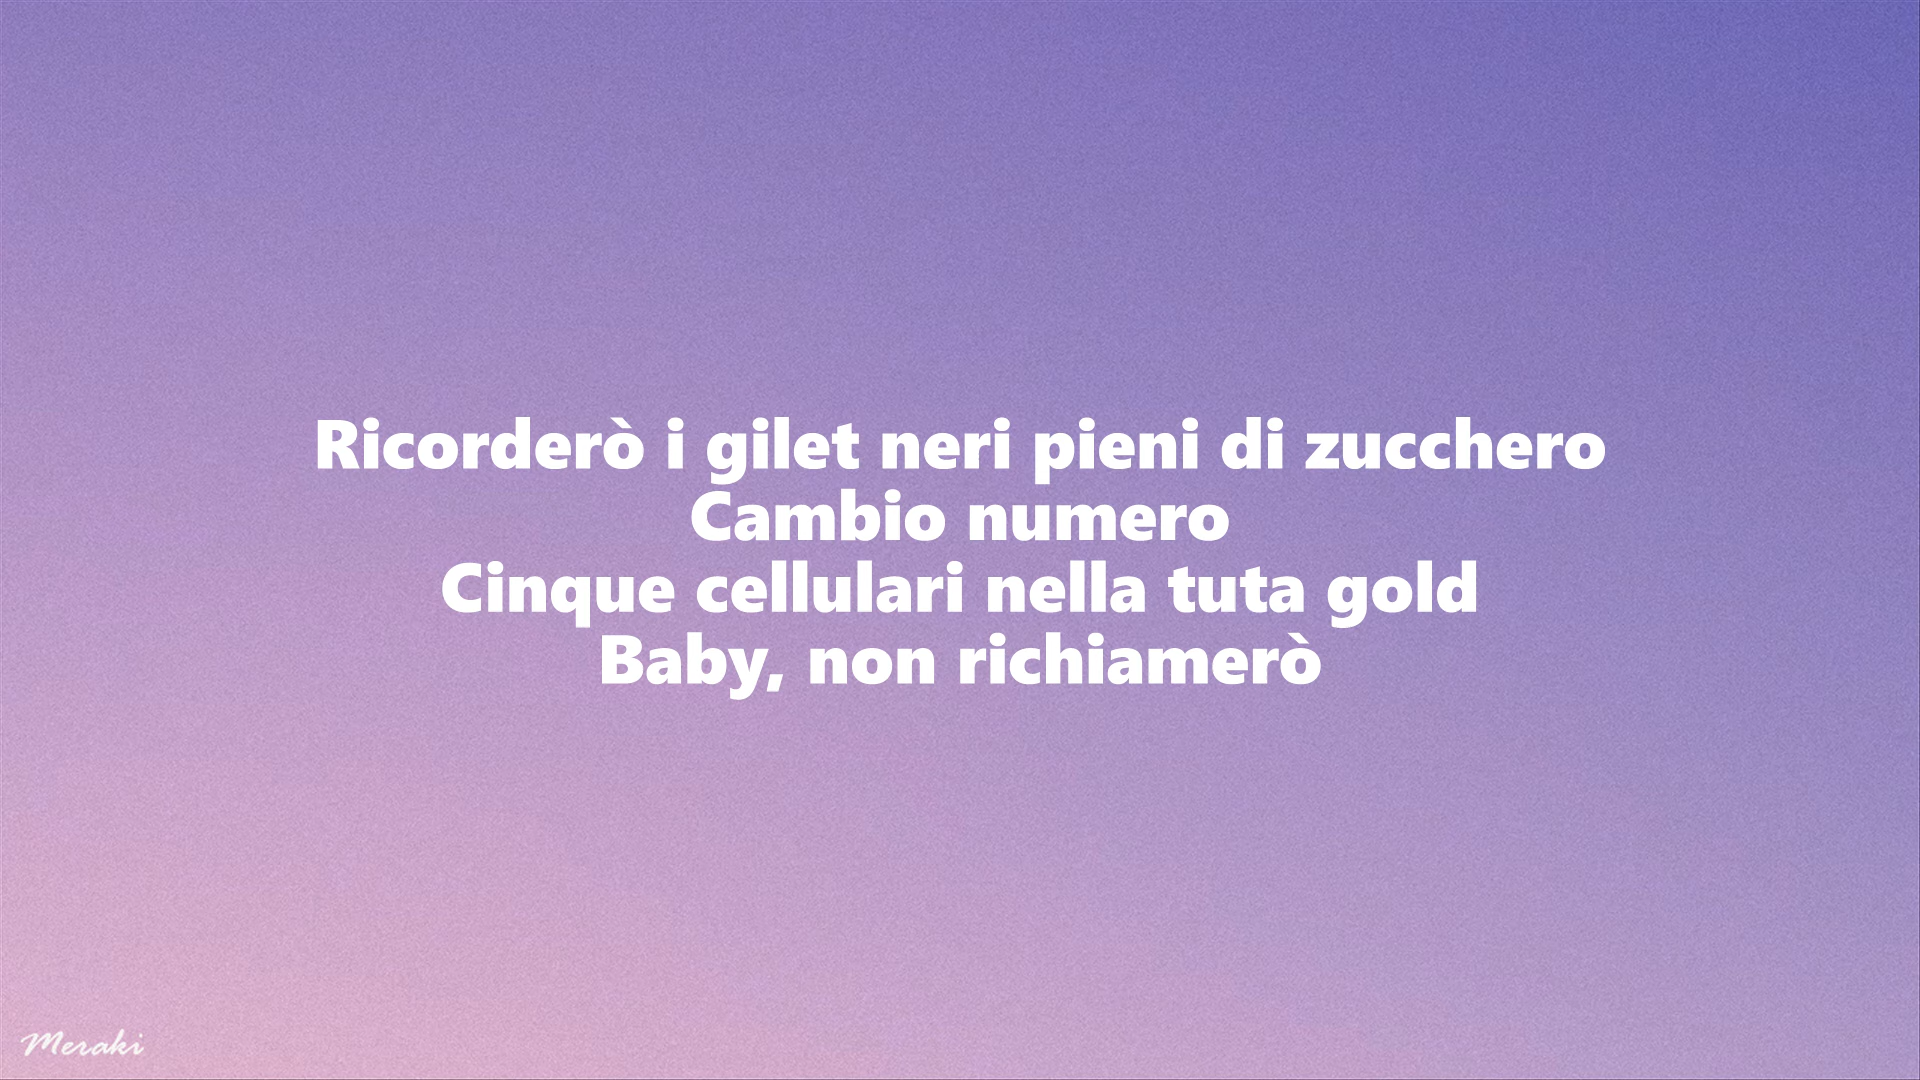 Ricorderò i gilet neri pieni di zucchero
Cambio numero
Cinque cellulari nella tuta gold
Baby, non richiamerò
Meraki